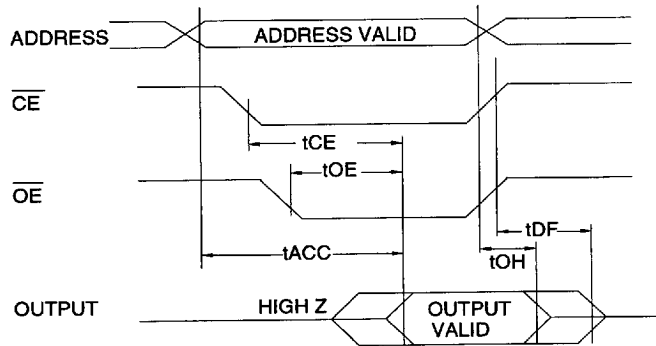 ADDRESS
ADDRESS VALID
CE
tCE
tOE
OE
tDF
tACC
tOH
OUTPUT
HIGH Z
OUTPUT
VALID